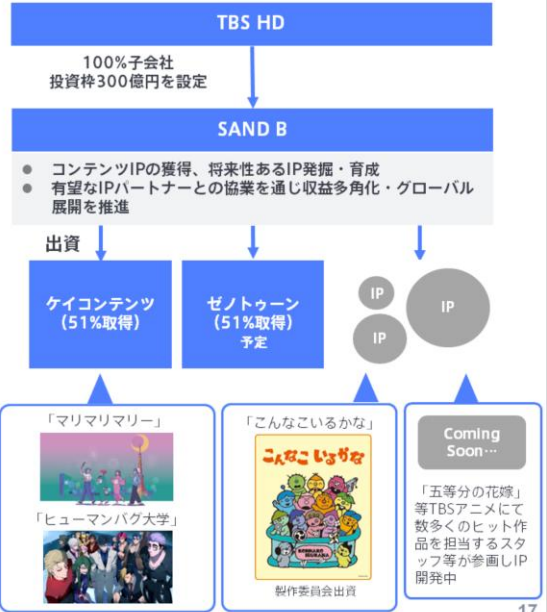 TBS HD
100%子会社
投資枠300億円を設定
SAND B
● コンテンツIPの獲得、将来性あるIP発掘・育成
● 有望なIPパートナーとの協業を通じ収益多角化・グローバル
展開を推進
出資
ケイコンテンツ
(51%取得)
ゼノトゥーン
(51%取得)
予定
IP
IP
IP
「マリマリマリー」
「ヒューマンバグ大学」
「こんなこいるかな」
こんなこ いるかな
KONNAKO IRUKANA
製作委員会出資
Coming
Soon…
「五等分の花嫁」
等TBSアニメにて
数多くのヒット作
品を担当するスタ
ッフ等が参画しIP
開発中
17